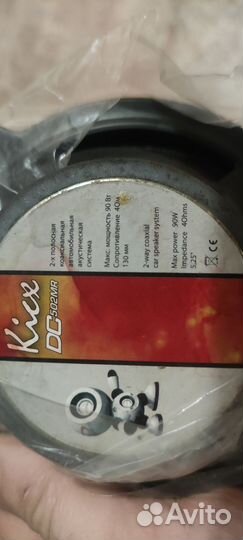 Kicx
DC-502MR
2-х полосная
коаксиальная
автомобильная
акустическая
система
Макс. мощность 90 Вт
Сопротивление 4Ом
130 мм
2-way coaxial
car speaker system
Max power 90W
Impedance 4Ohms
5.25"
CE
Avito